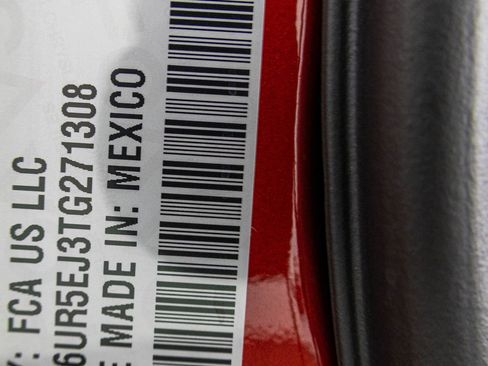 Y: FCA US LLC
6UR5EJ3TG271308
E MADE IN: MEXICO